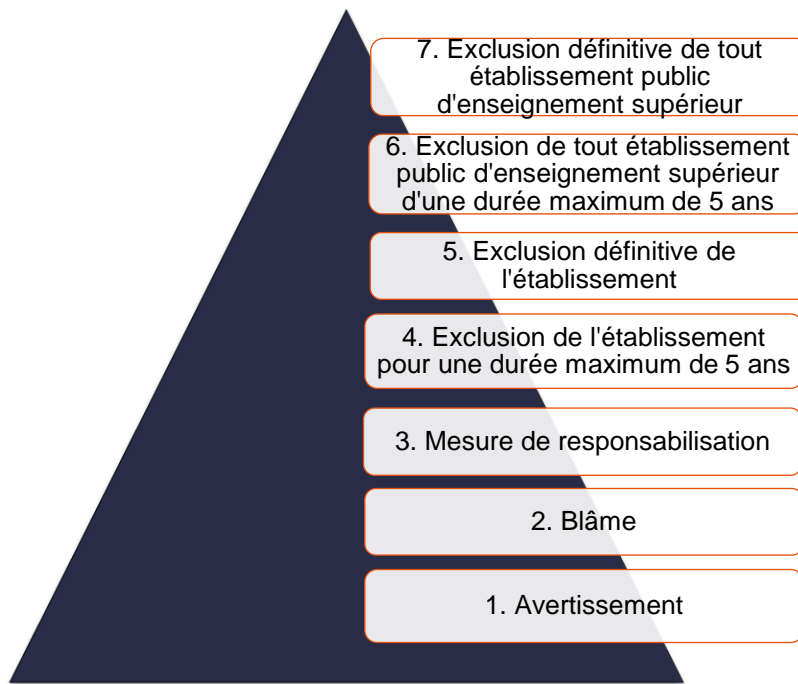 7. Exclusion définitive de tout
établissement public
d'enseignement supérieur
6. Exclusion de tout établissement
public d'enseignement supérieur
d'une durée maximum de 5 ans
5. Exclusion définitive de
l'établissement
4. Exclusion de l'établissement
pour une durée maximum de 5 ans
3. Mesure de responsabilisation
2. Blâme
1. Avertissement